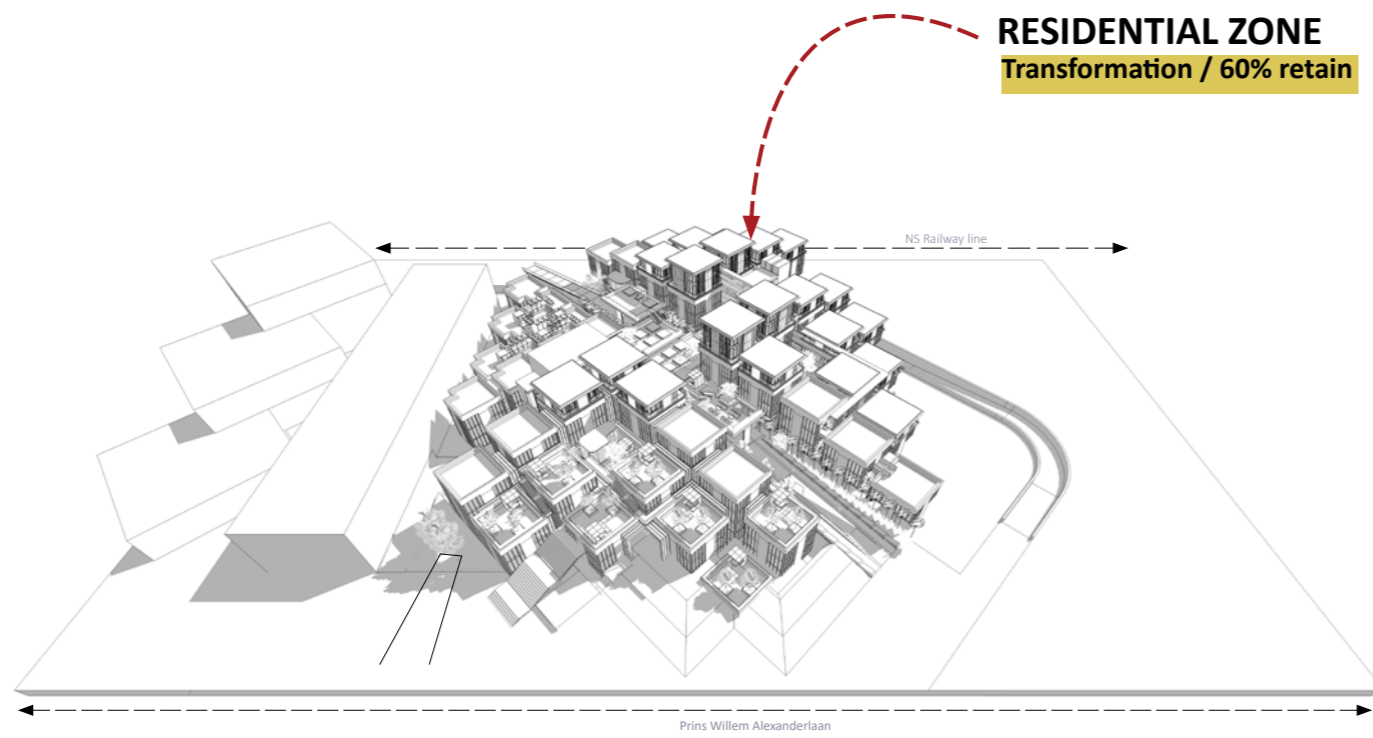 RESIDENTIAL ZONE
Transformation / 60% retain
NS Railway line
Prins Willem Alexanderlaan